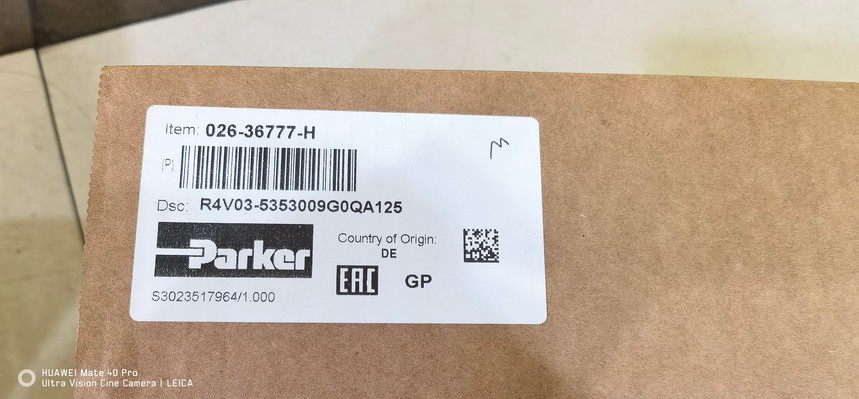 Item: 026-36777-H
(P)
3
Dsc: R4V03-5353009G0QA125
Parker
Country of Origin:
DE
EAC GP
S3023517964/1.000
HUAWEI Mate 40 Pro
Ultra Vision Cine Camera | LEICA